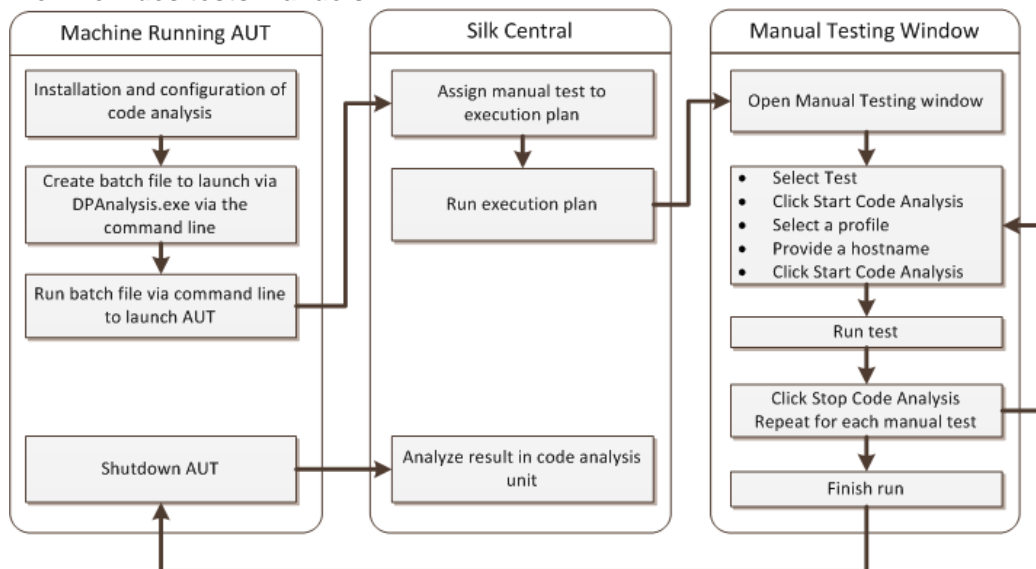 Machine Running AUT
Installation and configuration of
code analysis
Create batch file to launch via
DPAnalysis.exe via the
command line
Run batch file via command line
to launch AUT
Shutdown AUT
Silk Central
Assign manual test to
execution plan
Run execution plan
Analyze result in code analysis
unit
Manual Testing Window
Open Manual Testing window
• Select Test
• Click Start Code Analysis
• Select a profile
• Provide a hostname
• Click Start Code Analysis
Run test
Click Stop Code Analysis
Repeat for each manual test
Finish run